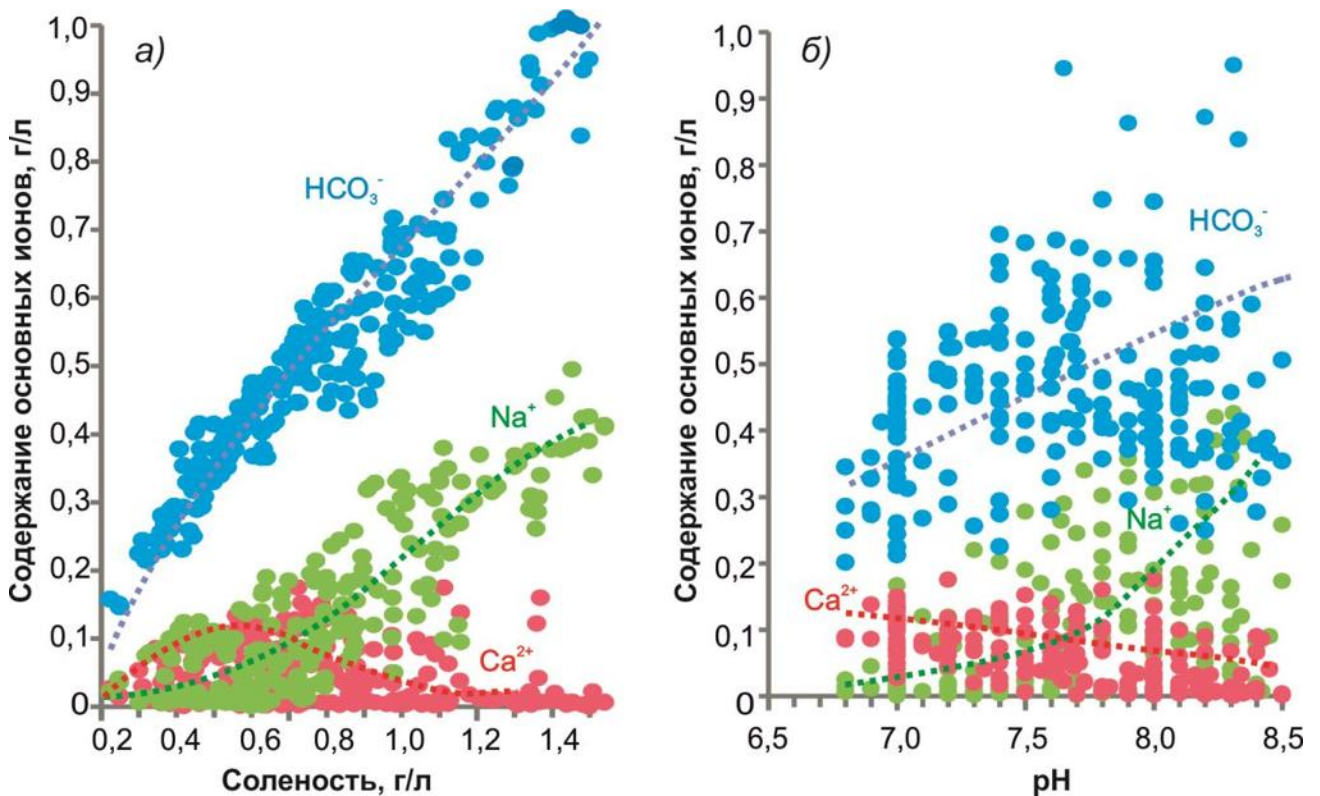 а)
Содержание основных ионов, г/л
1,0
0,9
0,8
0,7
0,6
0,5
0,4
0,3
0,2
0,1
0
HCO₃⁻
Na⁺
Ca²⁺
0,2 0,4 0,6 0,8 1,0 1,2 1,4
Соленость, г/л
б)
Содержание основных ионов, г/л
1,0
0,9
0,8
0,7
0,6
0,5
0,4
0,3
0,2
0,1
0
HCO₃⁻
Na⁺
Ca²⁺
6,5 7,0 7,5 8,0 8,5
pH